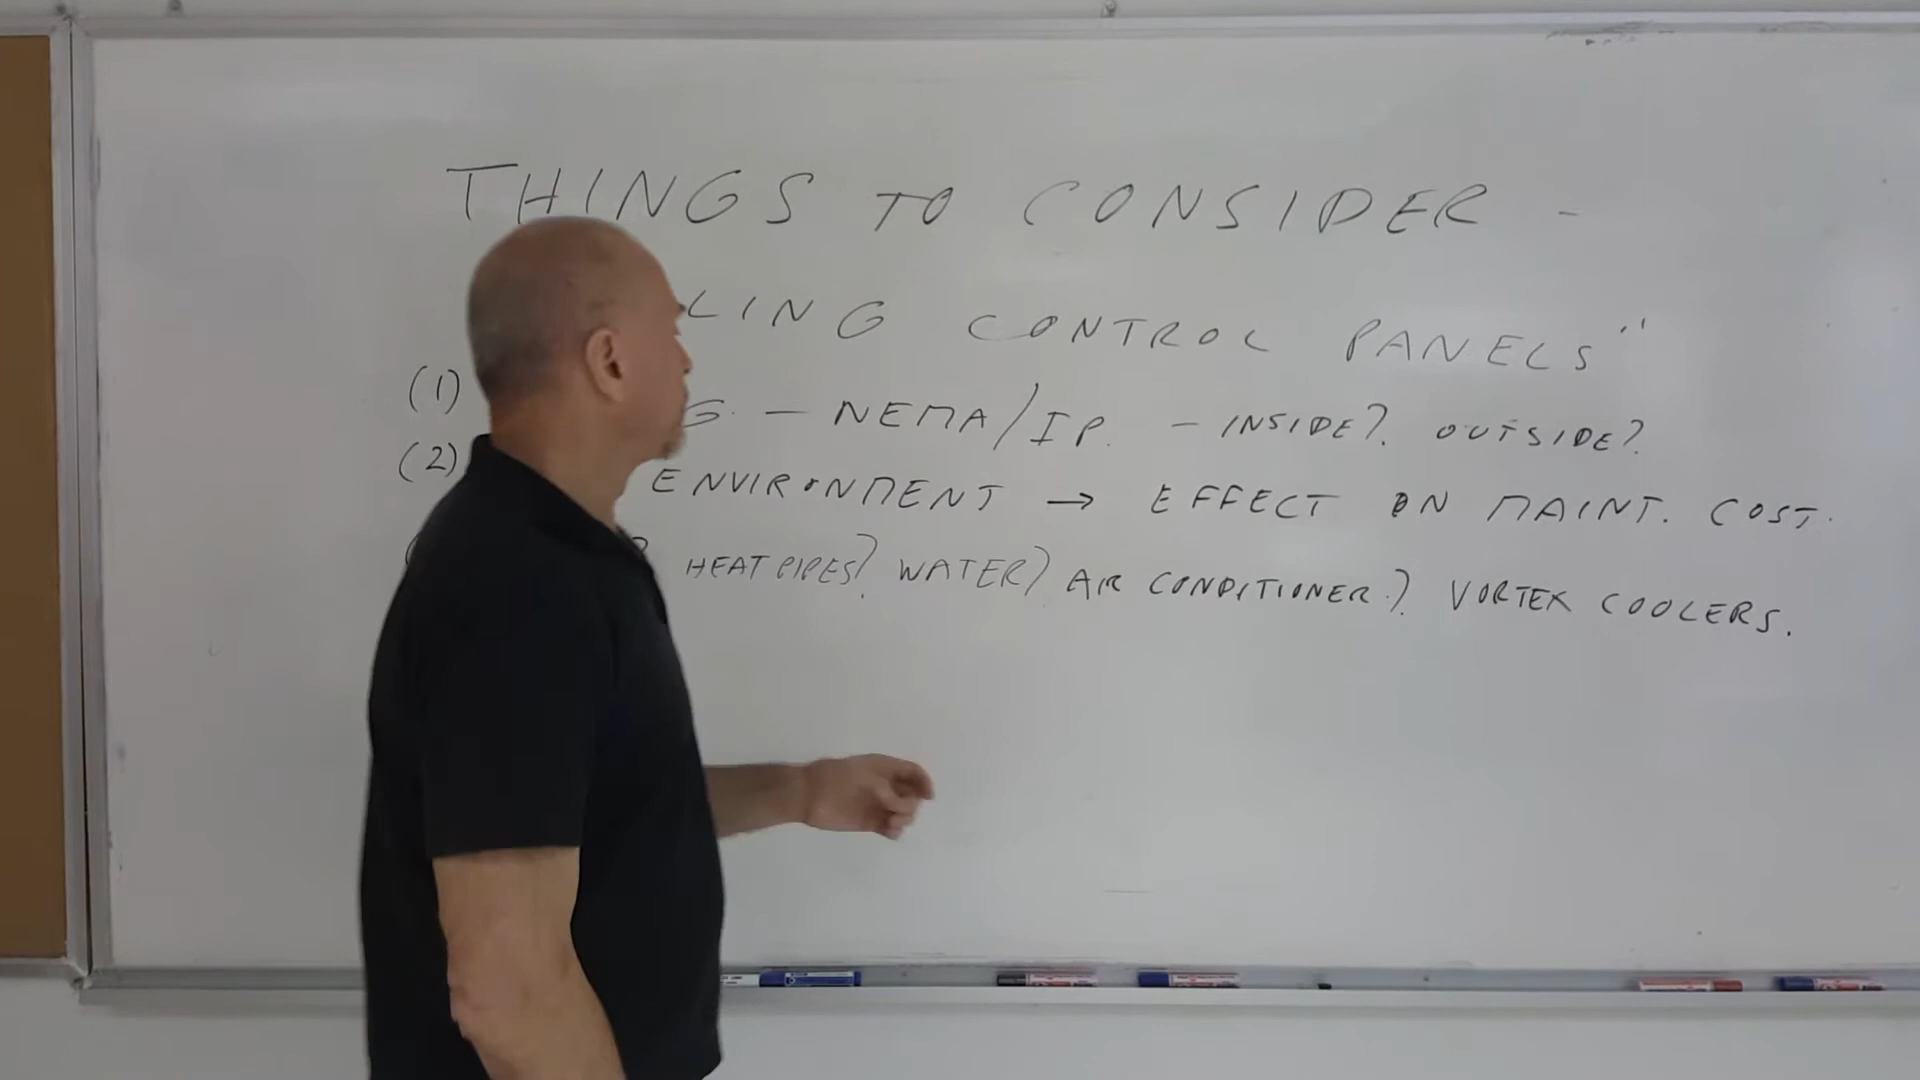 THINGS TO CONSIDER -
LING CONTROL PANELS"
(1) G. - NEMA/IP. - INSIDE? OUTSIDE?
(2) ENVIRONMENT → EFFECT ON MAINT. COST.
? HEAT PIPES? WATER? AIR CONDITIONER? VORTEX COOLERS.